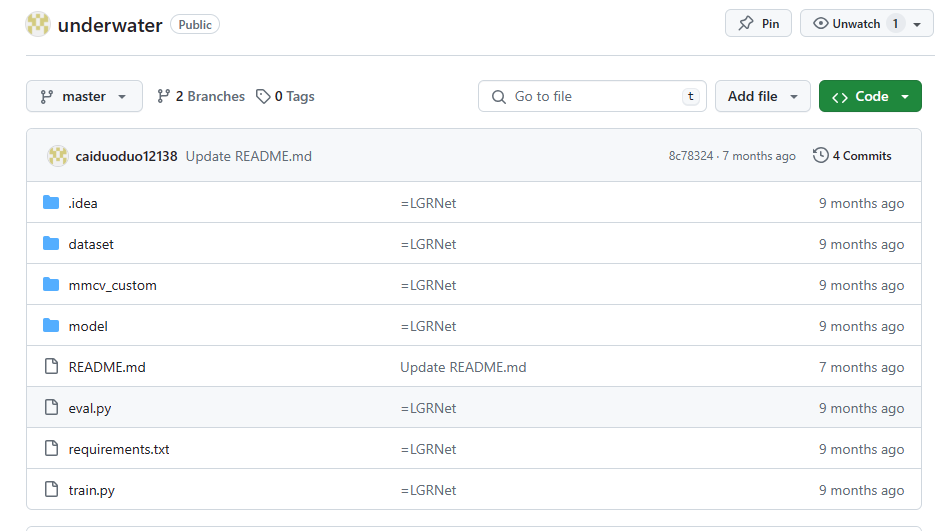 underwater Public Pin Unwatch 1
master 2 Branches 0 Tags Go to file t Add file Code
caiduoduo12138 Update README.md 8c78324 · 7 months ago 4 Commits
.idea =LGRNet 9 months ago
dataset =LGRNet 9 months ago
mmcv_custom =LGRNet 9 months ago
model =LGRNet 9 months ago
README.md Update README.md 7 months ago
eval.py =LGRNet 9 months ago
requirements.txt =LGRNet 9 months ago
train.py =LGRNet 9 months ago